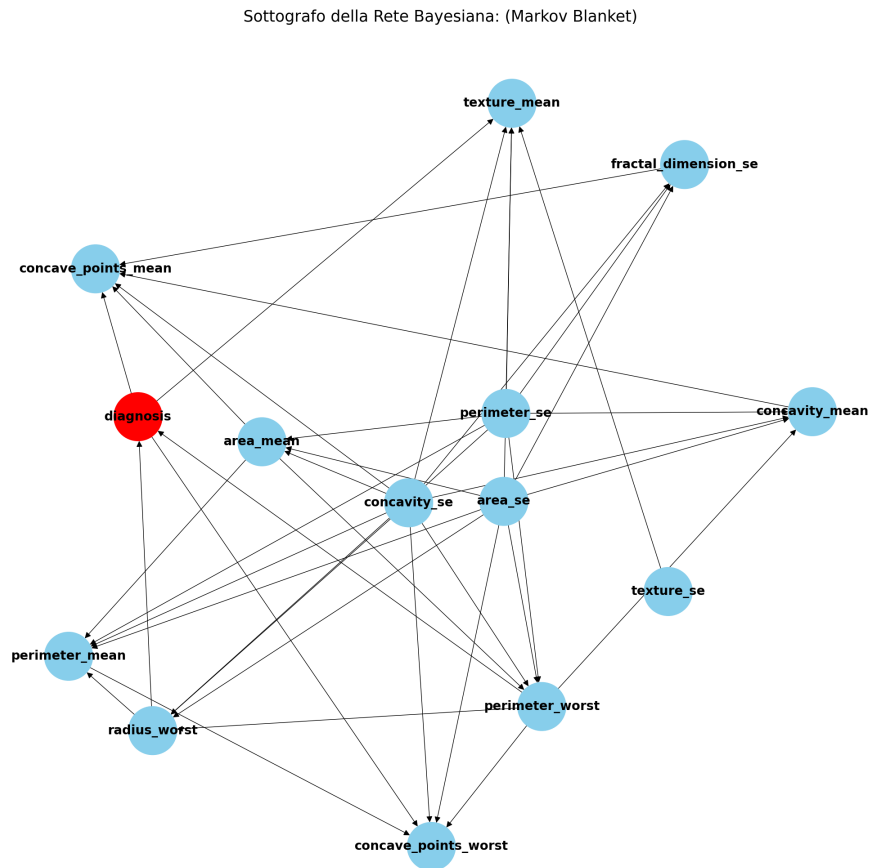 Sottografo della Rete Bayesiana: (Markov Blanket)
texture_mean
fractal_dimension_se
concave_points_mean
diagnosis
perimeter_se
concavity_mean
area_mean
concavity_se
area_se
texture_se
perimeter_mean
perimeter_worst
radius_worst
concave_points_worst